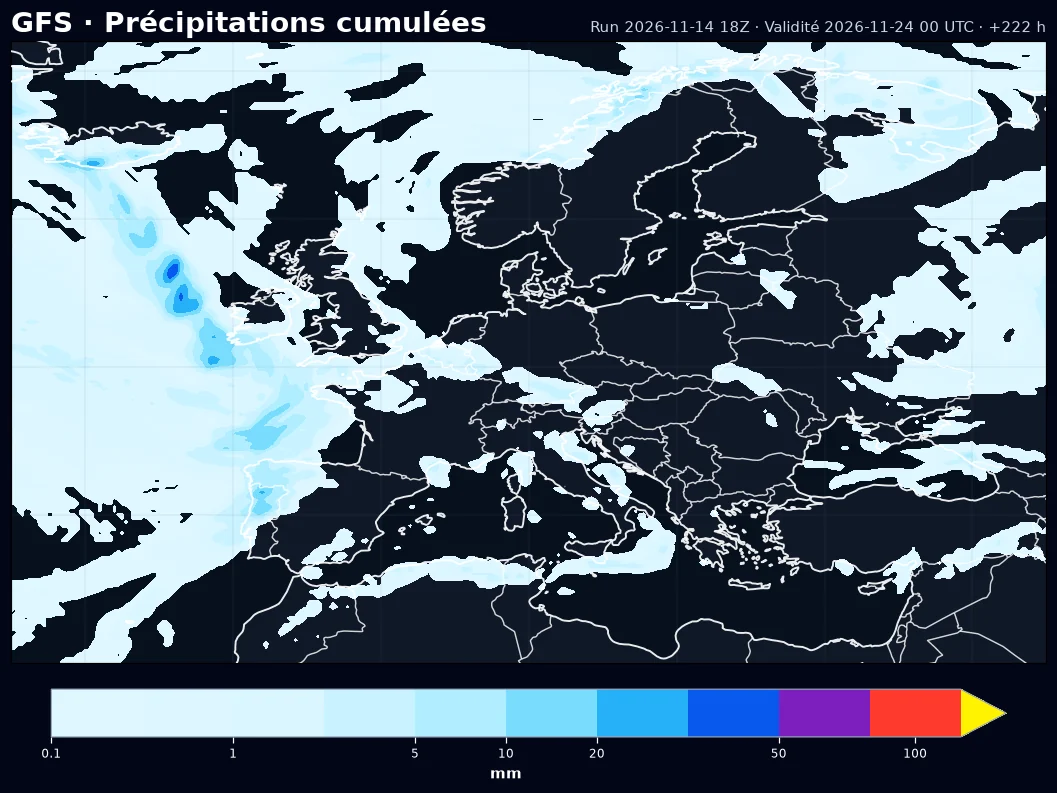 GFS · Précipitations cumulées
Run 2026-11-14 18Z · Validité 2026-11-24 00 UTC · +222 h
0.1 1 5 10 20 50 100
mm